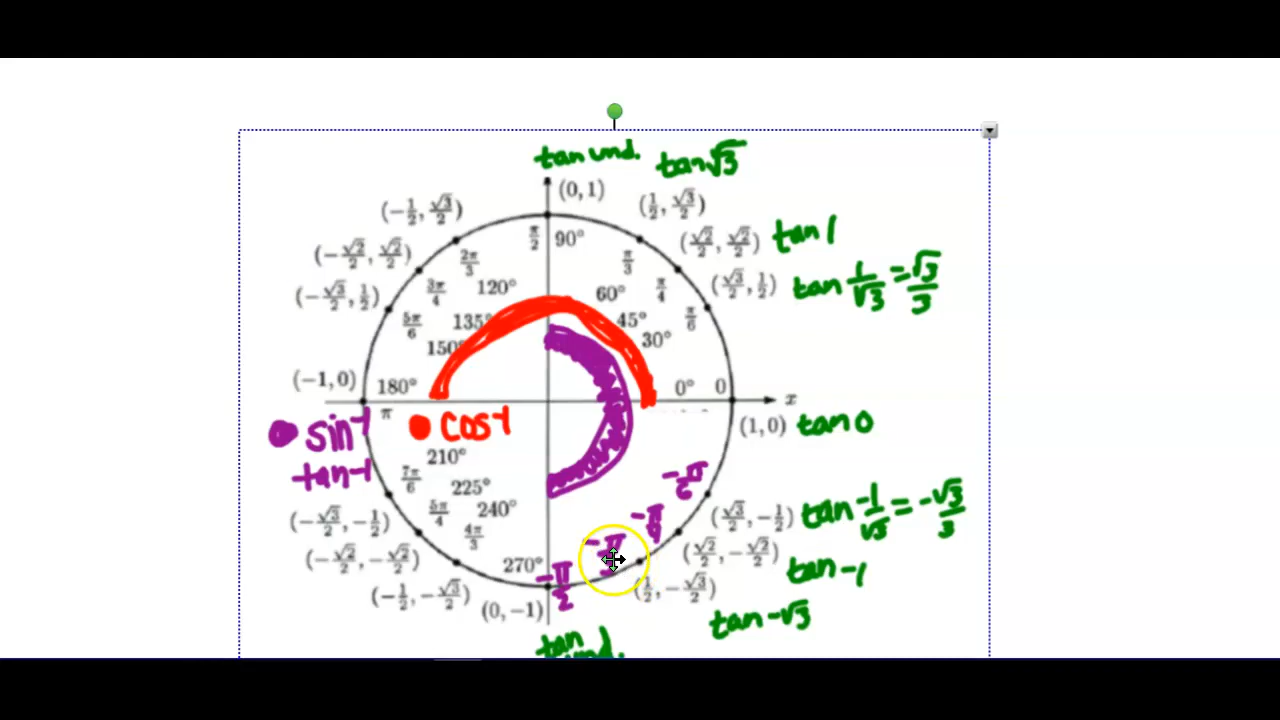 tan und. tan√3
(0, 1)
(-1/2, √3/2) (1/2, √3/2)
(-√2/2, √2/2) π/2 90° (√2/2, √2/2) tan 1
2π/3 π/3
(-√3/2, 1/2) 3π/4 120° 60° π/4 (√3/2, 1/2) tan 1/√3 = √3/3
5π/6 135° 45° π/6
150° 30°
(-1, 0) 180° 0° 0
π x
sin-1 cos-1 (1, 0) tan 0
tan-1 210°
7π/6 225° -π/6
(-√3/2, -1/2) 5π/4 240° -π/4 (√3/2, -1/2) tan -1/√3 = -√3/3
4π/3
(-√2/2, -√2/2) 270° (√2/2, -√2/2) tan -1
(-1/2, -√3/2) -π/2 (1/2, -√3/2)
(0, -1) tan -√3
tan
und.